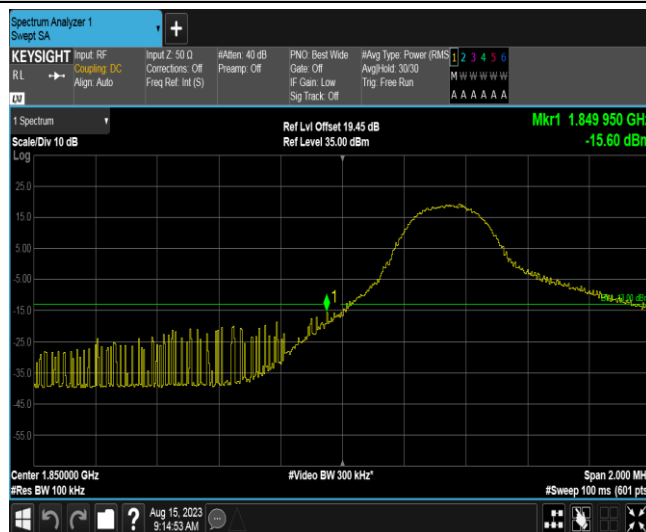 Spectrum Analyzer 1
Swept SA
+
KEYSIGHT
RL
LXI
Input: RF
Coupling: DC
Align: Auto
Input Z: 50 Ω
Corrections: Off
Freq Ref: Int (S)
#Atten: 40 dB
Preamp: Off
PNO: Best Wide
Gate: Off
IF Gain: Low
Sig Track: Off
#Avg Type: Power (RMS
Avg|Hold: 30/30
Trig: Free Run
1 2 3 4 5 6
M W W W W W
A A A A A A
1 Spectrum
Scale/Div 10 dB
Ref Lvl Offset 19.45 dB
Ref Level 35.00 dBm
Mkr1 1.849 950 GHz
-15.60 dBm
Log
25.0
15.0
5.00
-5.00
-15.0
-25.0
-35.0
-45.0
-55.0
1
Center 1.850000 GHz
#Res BW 100 kHz
#Video BW 300 kHz*
Span 2.000 MH
#Sweep 100 ms (601 pts
?
Aug 15, 2023
9:14:53 AM